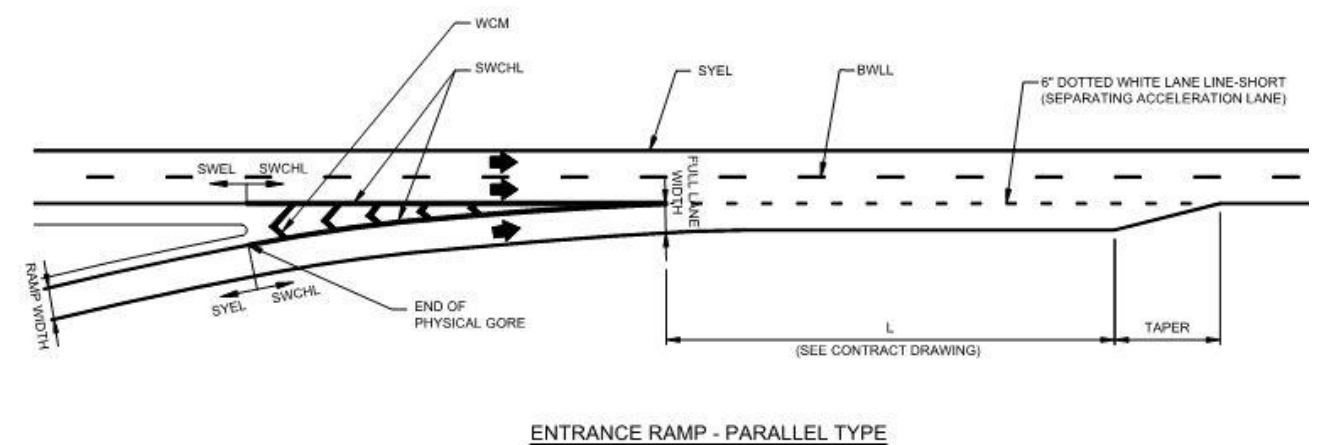 WCM
SWCHL
SYEL
BWLL
6" DOTTED WHITE LANE LINE-SHORT
(SEPARATING ACCELERATION LANE)
SWEL
SWCHL
FULL LANE
WIDTH
RAMP WIDTH
SYEL
SWCHL
END OF
PHYSICAL GORE
L
(SEE CONTRACT DRAWING)
TAPER
ENTRANCE RAMP - PARALLEL TYPE